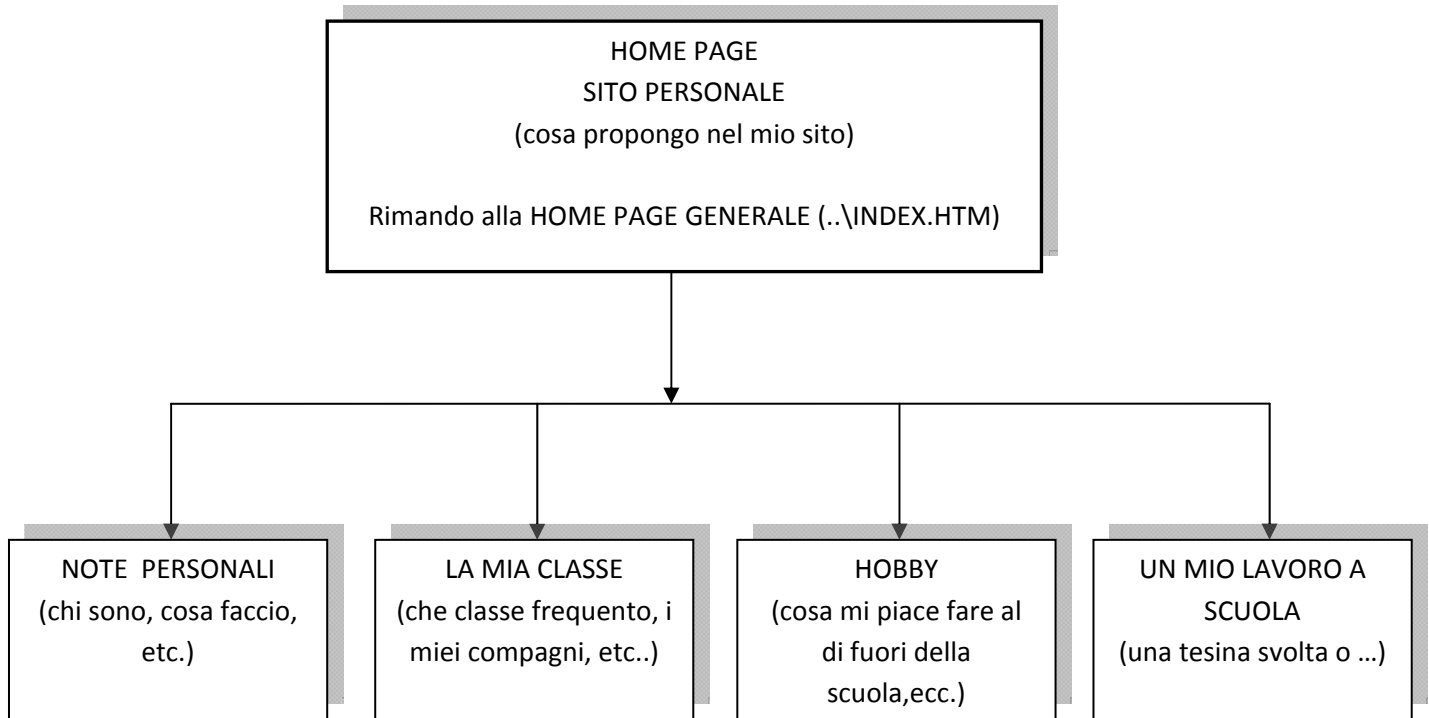 HOME PAGE
SITO PERSONALE
(cosa propongo nel mio sito)
Rimando alla HOME PAGE GENERALE (..\INDEX.HTM)
NOTE  PERSONALI
(chi sono, cosa faccio,
etc.)
LA MIA CLASSE
(che classe frequento, i
miei compagni, etc..)
HOBBY
(cosa mi piace fare al
di fuori della
scuola,ecc.)
UN MIO LAVORO A
SCUOLA
(una tesina svolta o …)